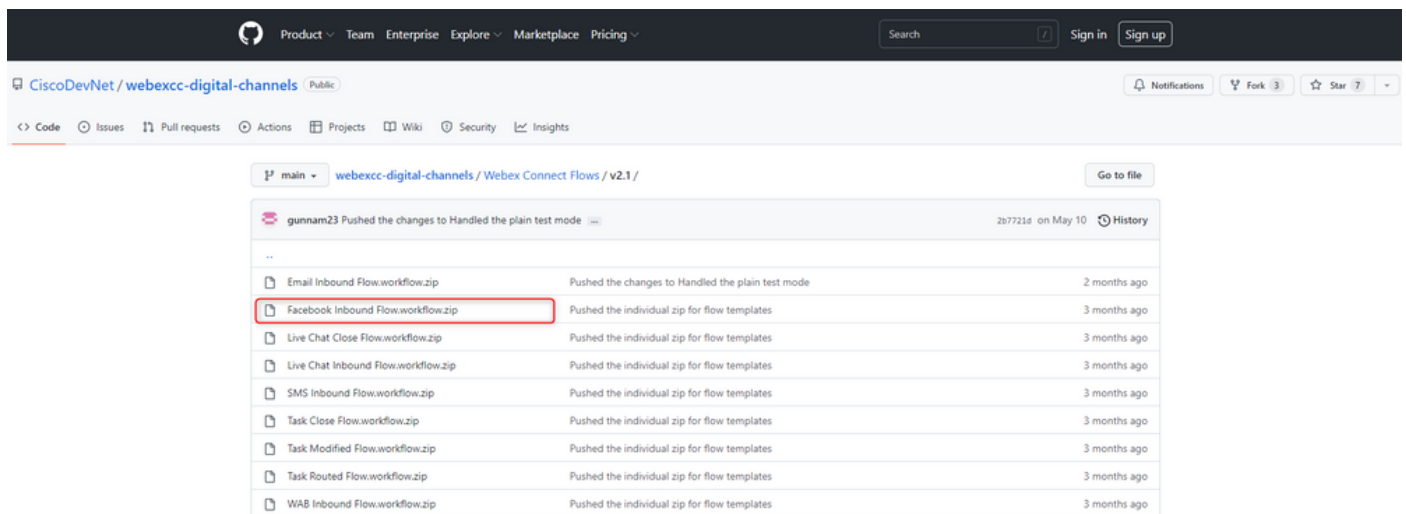 Product Team Enterprise Explore Marketplace Pricing Search / Sign in Sign up
CiscoDevNet / webexcc-digital-channels Public Notifications Fork 3 Star 7
<> Code Issues Pull requests Actions Projects Wiki Security Insights
main webexcc-digital-channels / Webex Connect Flows / v2.1 / Go to file
gunnam23 Pushed the changes to Handled the plain test mode ... 2b7721d on May 10 History
..
Email Inbound Flow.workflow.zip Pushed the changes to Handled the plain test mode 2 months ago
Facebook Inbound Flow.workflow.zip Pushed the individual zip for flow templates 3 months ago
Live Chat Close Flow.workflow.zip Pushed the individual zip for flow templates 3 months ago
Live Chat Inbound Flow.workflow.zip Pushed the individual zip for flow templates 3 months ago
SMS Inbound Flow.workflow.zip Pushed the individual zip for flow templates 3 months ago
Task Close Flow.workflow.zip Pushed the individual zip for flow templates 3 months ago
Task Modified Flow.workflow.zip Pushed the individual zip for flow templates 3 months ago
Task Routed Flow.workflow.zip Pushed the individual zip for flow templates 3 months ago
WAB Inbound Flow.workflow.zip Pushed the individual zip for flow templates 3 months ago